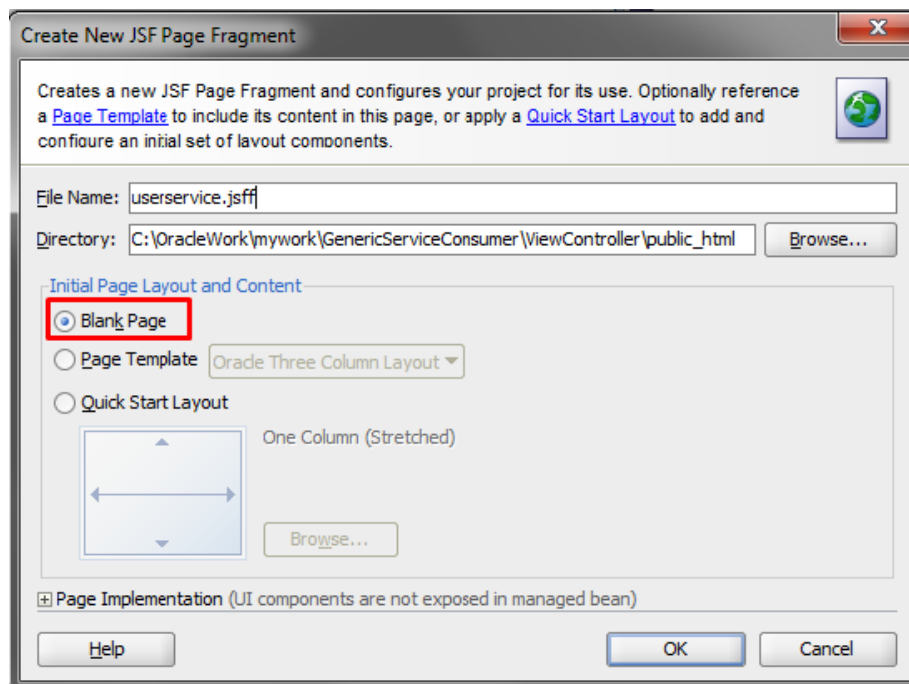 Create New JSF Page Fragment
X
Creates a new JSF Page Fragment and configures your project for its use. Optionally reference
a Page Template to include its content in this page, or apply a Quick Start Layout to add and
configure an initial set of layout components.
File Name: userservice.jsff
Directory: C:\OracleWork\mywork\GenericServiceConsumer\ViewController\public_html Browse...
Initial Page Layout and Content
Blank Page
Page Template Oracle Three Column Layout
Quick Start Layout
One Column (Stretched)
Browse...
Page Implementation (UI components are not exposed in managed bean)
Help OK Cancel